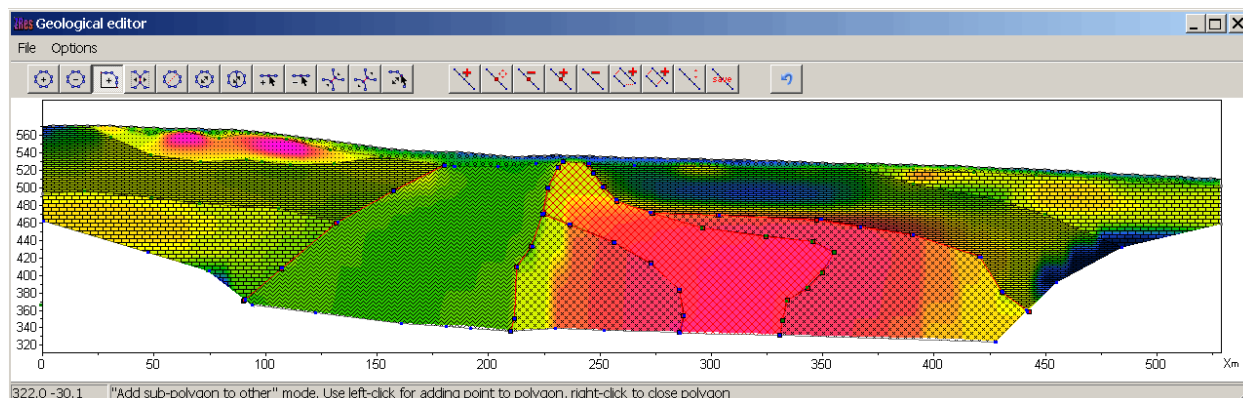 Geological editor
File Options
save
560
540
520
500
480
460
440
420
400
380
360
340
320
0 50 100 150 200 250 300 350 400 450 500 Xm
322.0 -30.1 "Add sub-polygon to other" mode. Use left-click for adding point to polygon, right-click to close polygon